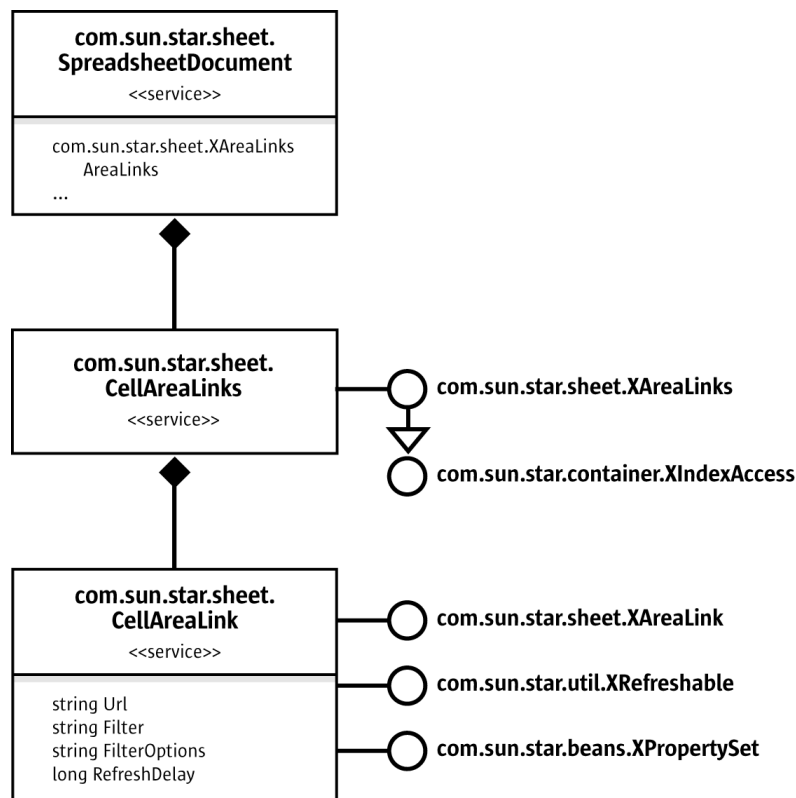 com.sun.star.sheet.
SpreadsheetDocument
<<service>>
com.sun.star.sheet.XAreaLinks
AreaLinks
...
com.sun.star.sheet.
CellAreaLinks
<<service>>
com.sun.star.sheet.XAreaLinks
com.sun.star.container.XIndexAccess
com.sun.star.sheet.
CellAreaLink
<<service>>
string Url
string Filter
string FilterOptions
long RefreshDelay
com.sun.star.sheet.XAreaLink
com.sun.star.util.XRefreshable
com.sun.star.beans.XPropertySet